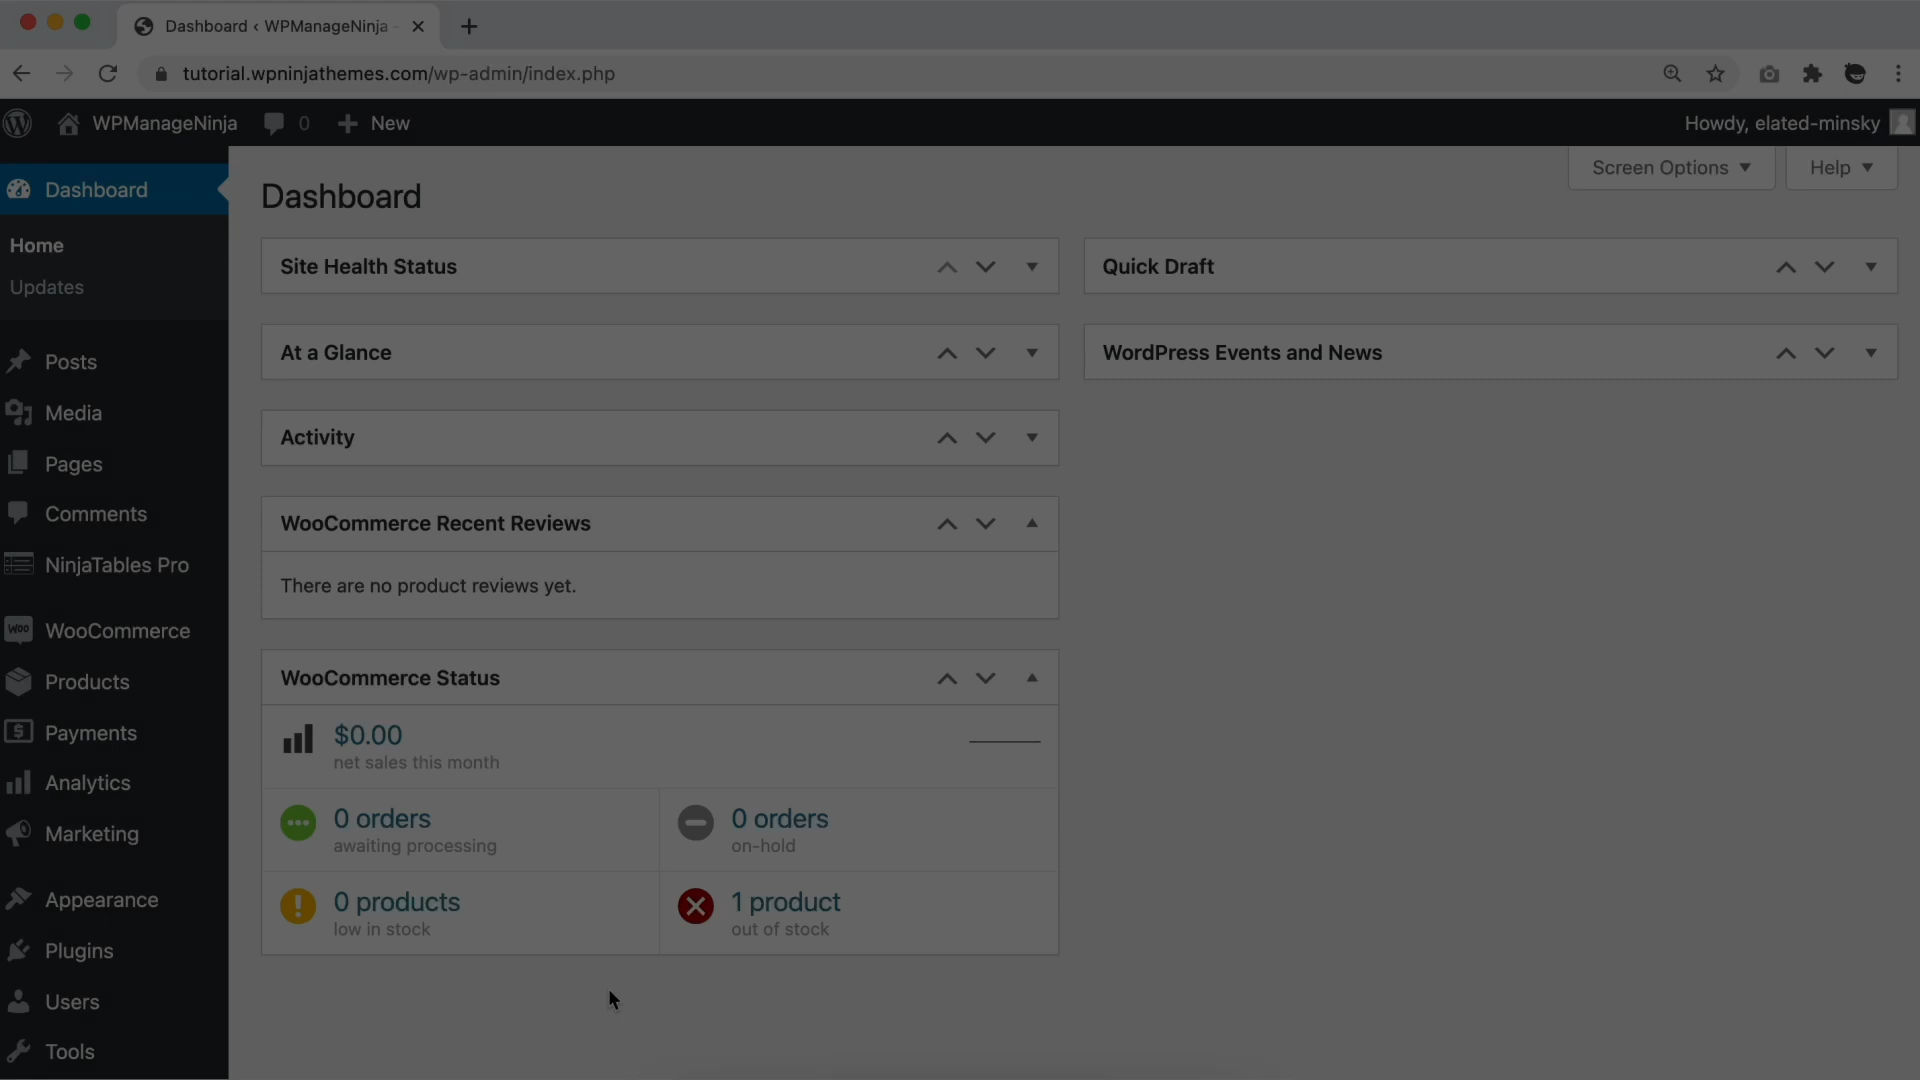 Dashboard ‹ WPManageNinja
tutorial.wpninjathemes.com/wp-admin/index.php
WPManageNinja 0 New Howdy, elated-minsky
Screen Options Help
Dashboard
Home
Updates
Posts
Media
Pages
Comments
NinjaTables Pro
Woo WooCommerce
Products
Payments
Analytics
Marketing
Appearance
Plugins
Users
Tools
Dashboard
Site Health Status
At a Glance
Activity
WooCommerce Recent Reviews
There are no product reviews yet.
WooCommerce Status
$0.00
net sales this month
0 orders
awaiting processing
0 orders
on-hold
0 products
low in stock
1 product
out of stock
Quick Draft
WordPress Events and News